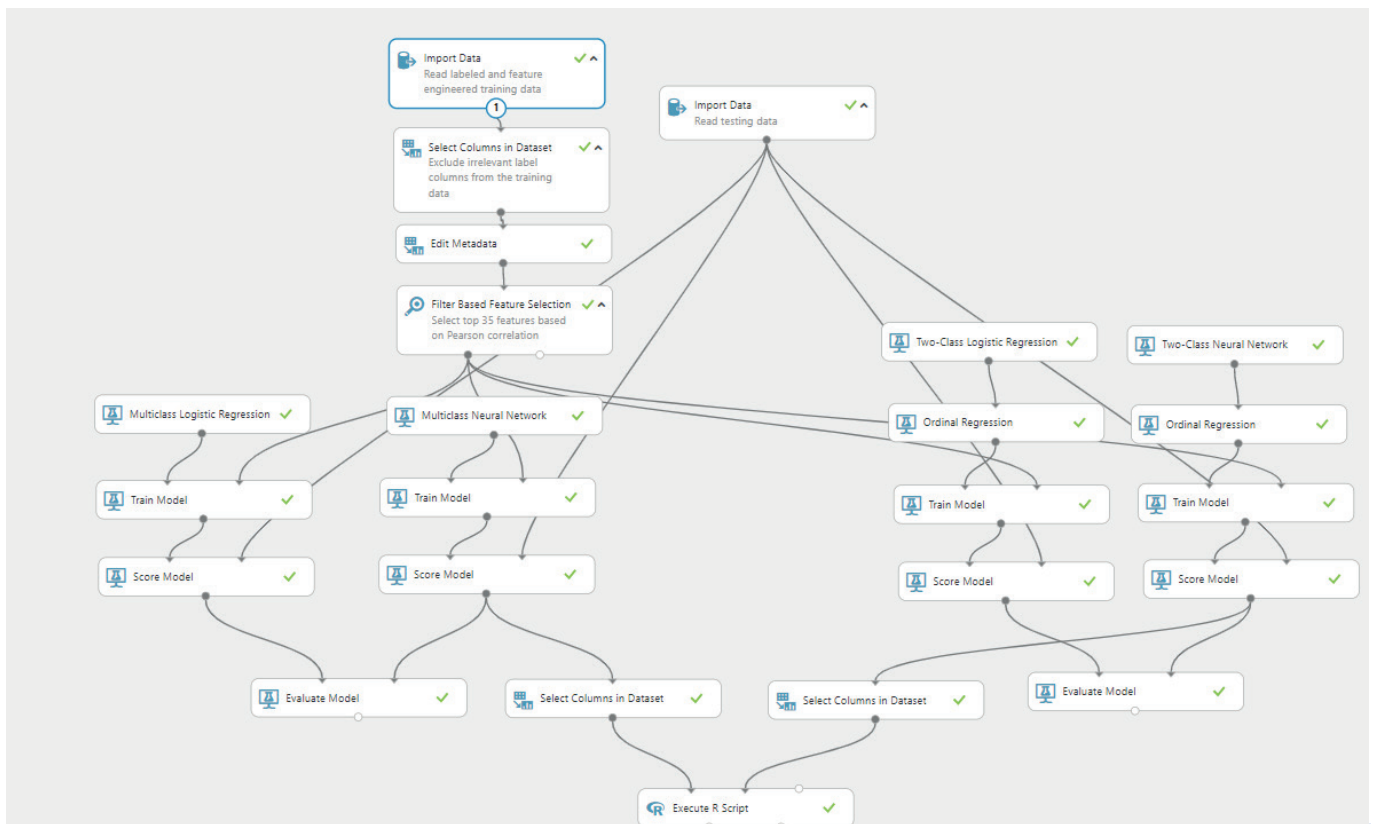 Import Data
Read labeled and feature
engineered training data
1
Import Data
Read testing data
Select Columns in Dataset
Exclude irrelevant label
columns from the training
data
Edit Metadata
Filter Based Feature Selection
Select top 35 features based
on Pearson correlation
Two-Class Logistic Regression
Two-Class Neural Network
Multiclass Logistic Regression
Multiclass Neural Network
Ordinal Regression
Ordinal Regression
Train Model
Train Model
Train Model
Train Model
Score Model
Score Model
Score Model
Score Model
Evaluate Model
Select Columns in Dataset
Select Columns in Dataset
Evaluate Model
R
Execute R Script